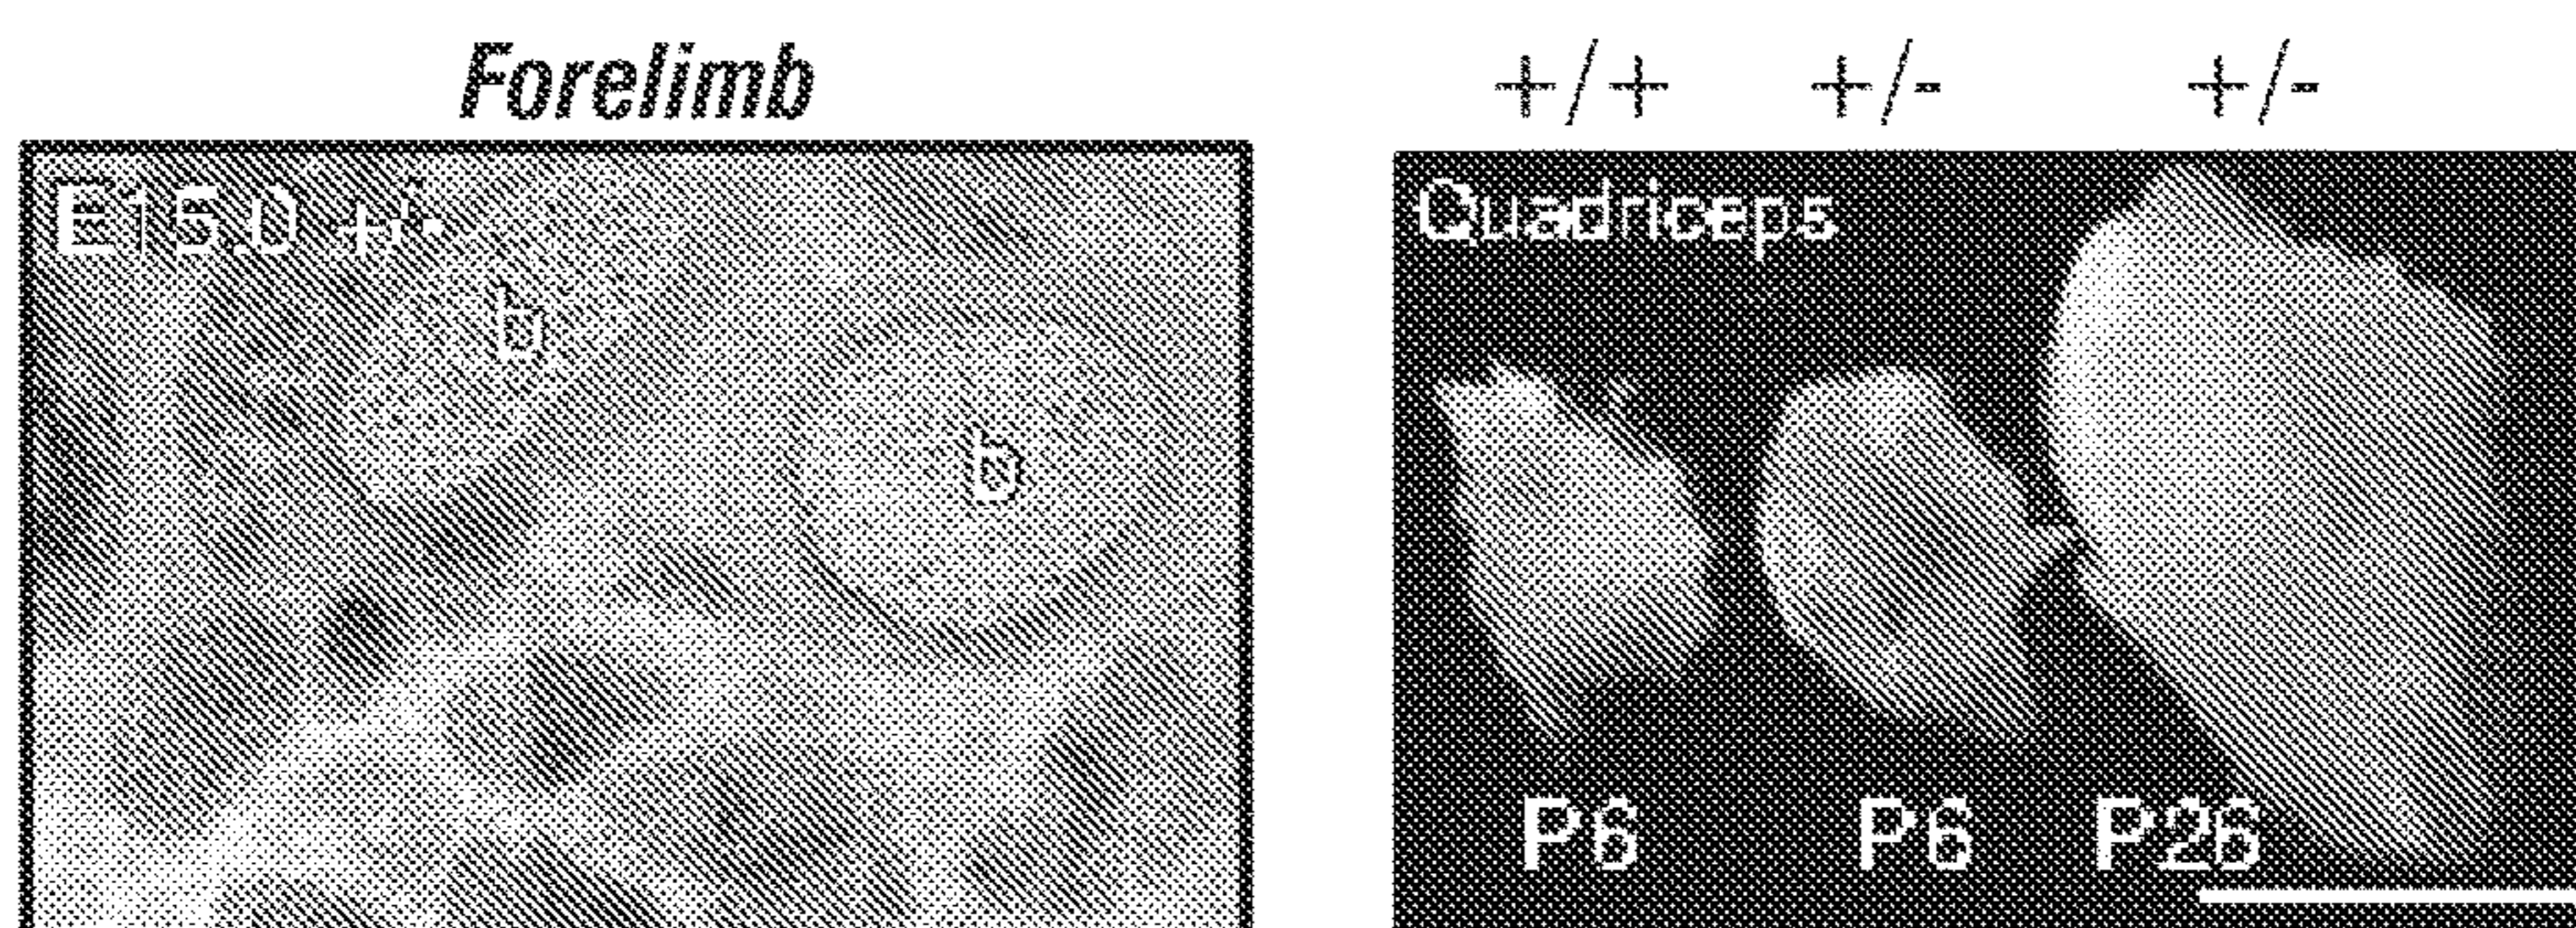 Forelimb
+/+ +/- +/-
E15.0 +/-
b
b
Quadriceps
P6 P6 P26